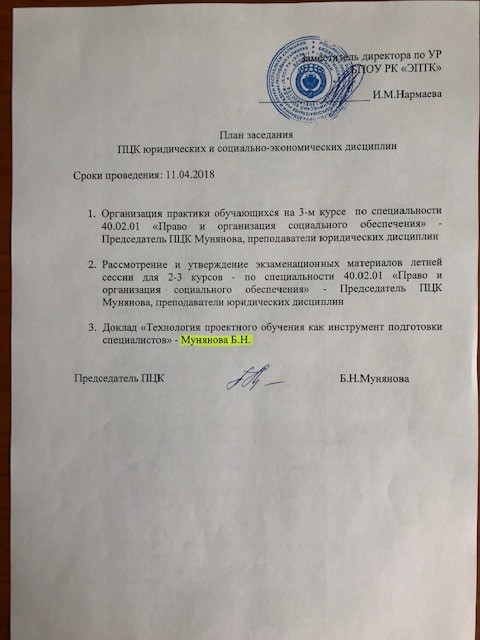 Заместитель директора по УР
БПОУ РК «ЭПТК»
И.М.Нармаева
План заседания
ПЦК юридических и социально-экономических дисциплин
Сроки проведения: 11.04.2018
1. Организация практики обучающихся на 3-м курсе по специальности
40.02.01 «Право и организация социального обеспечения» -
Председатель ПЦК Мунянова, преподаватели юридических дисциплин
2. Рассмотрение и утверждение экзаменационных материалов летней
сессии для 2-3 курсов - по специальности 40.02.01 «Право и
организация социального обеспечения» - Председатель ПЦК
Мунянова, преподаватели юридических дисциплин
3. Доклад «Технология проектного обучения как инструмент подготовки
специалистов» - Мунянова Б.Н.
Председатель ПЦК Б.Н.Мунянова